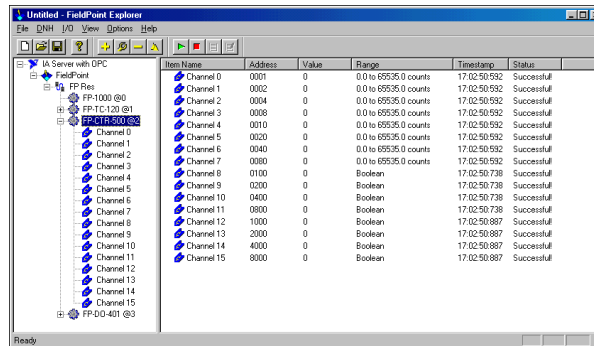 Untitled - FieldPoint Explorer
File DNH I/O View Options Help
IA Server with OPC
FieldPoint
FP Res
FP-1000 @0
FP-TC-120 @1
FP-CTR-500 @2
Channel 0
Channel 1
Channel 2
Channel 3
Channel 4
Channel 5
Channel 6
Channel 7
Channel 8
Channel 9
Channel 10
Channel 11
Channel 12
Channel 13
Channel 14
Channel 15
FP-DO-401 @3
Item Name Address Value Range Timestamp Status
Channel 0 0001 0 0.0 to 65535.0 counts 17:02:50:592 Successful!
Channel 1 0002 0 0.0 to 65535.0 counts 17:02:50:592 Successful!
Channel 2 0004 0 0.0 to 65535.0 counts 17:02:50:592 Successful!
Channel 3 0008 0 0.0 to 65535.0 counts 17:02:50:592 Successful!
Channel 4 0010 0 0.0 to 65535.0 counts 17:02:50:592 Successful!
Channel 5 0020 0 0.0 to 65535.0 counts 17:02:50:592 Successful!
Channel 6 0040 0 0.0 to 65535.0 counts 17:02:50:592 Successful!
Channel 7 0080 0 0.0 to 65535.0 counts 17:02:50:592 Successful!
Channel 8 0100 0 Boolean 17:02:50:738 Successful!
Channel 9 0200 0 Boolean 17:02:50:738 Successful!
Channel 10 0400 0 Boolean 17:02:50:738 Successful!
Channel 11 0800 0 Boolean 17:02:50:738 Successful!
Channel 12 1000 0 Boolean 17:02:50:887 Successful!
Channel 13 2000 0 Boolean 17:02:50:887 Successful!
Channel 14 4000 0 Boolean 17:02:50:887 Successful!
Channel 15 8000 0 Boolean 17:02:50:887 Successful!
Ready